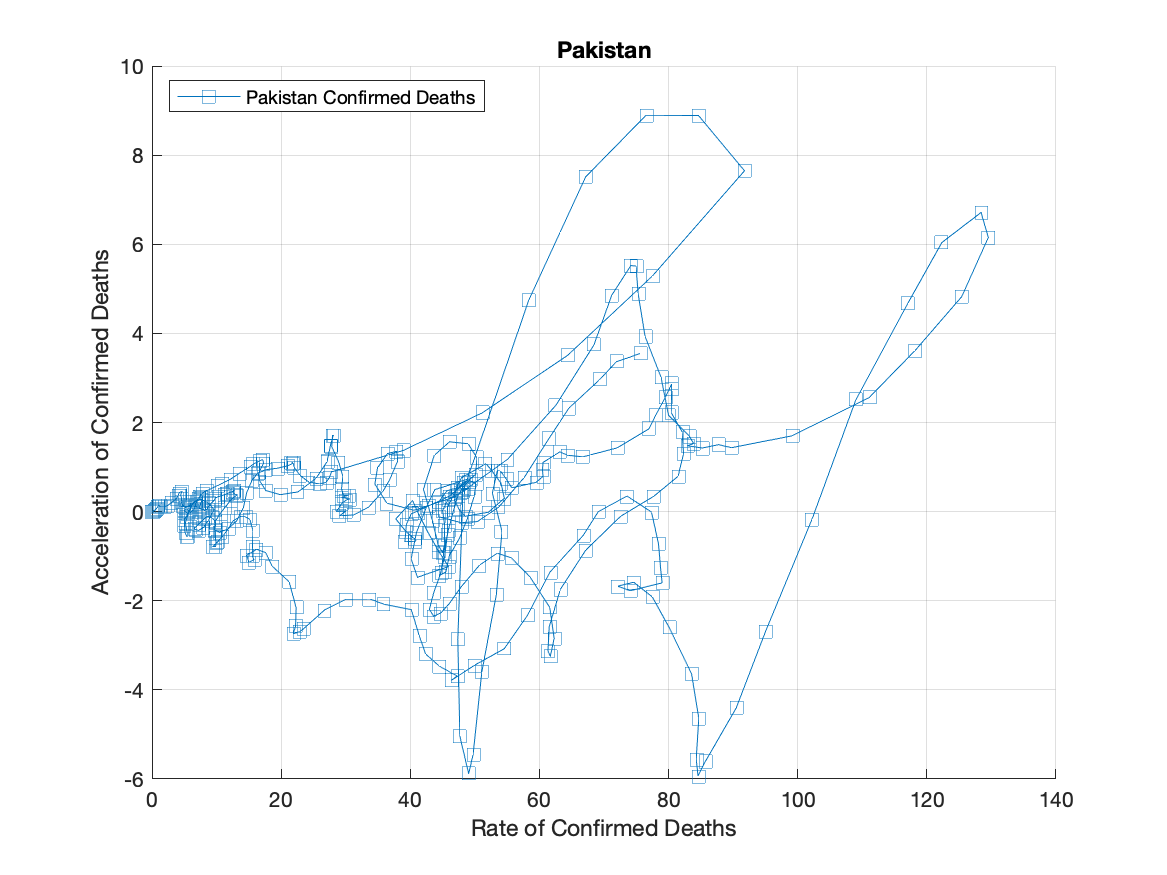 Pakistan
10
Pakistan Confirmed Deaths
8
6
4
2
0
-2
-4
-6
Acceleration of Confirmed Deaths
0 20 40 60 80 100 120 140
Rate of Confirmed Deaths